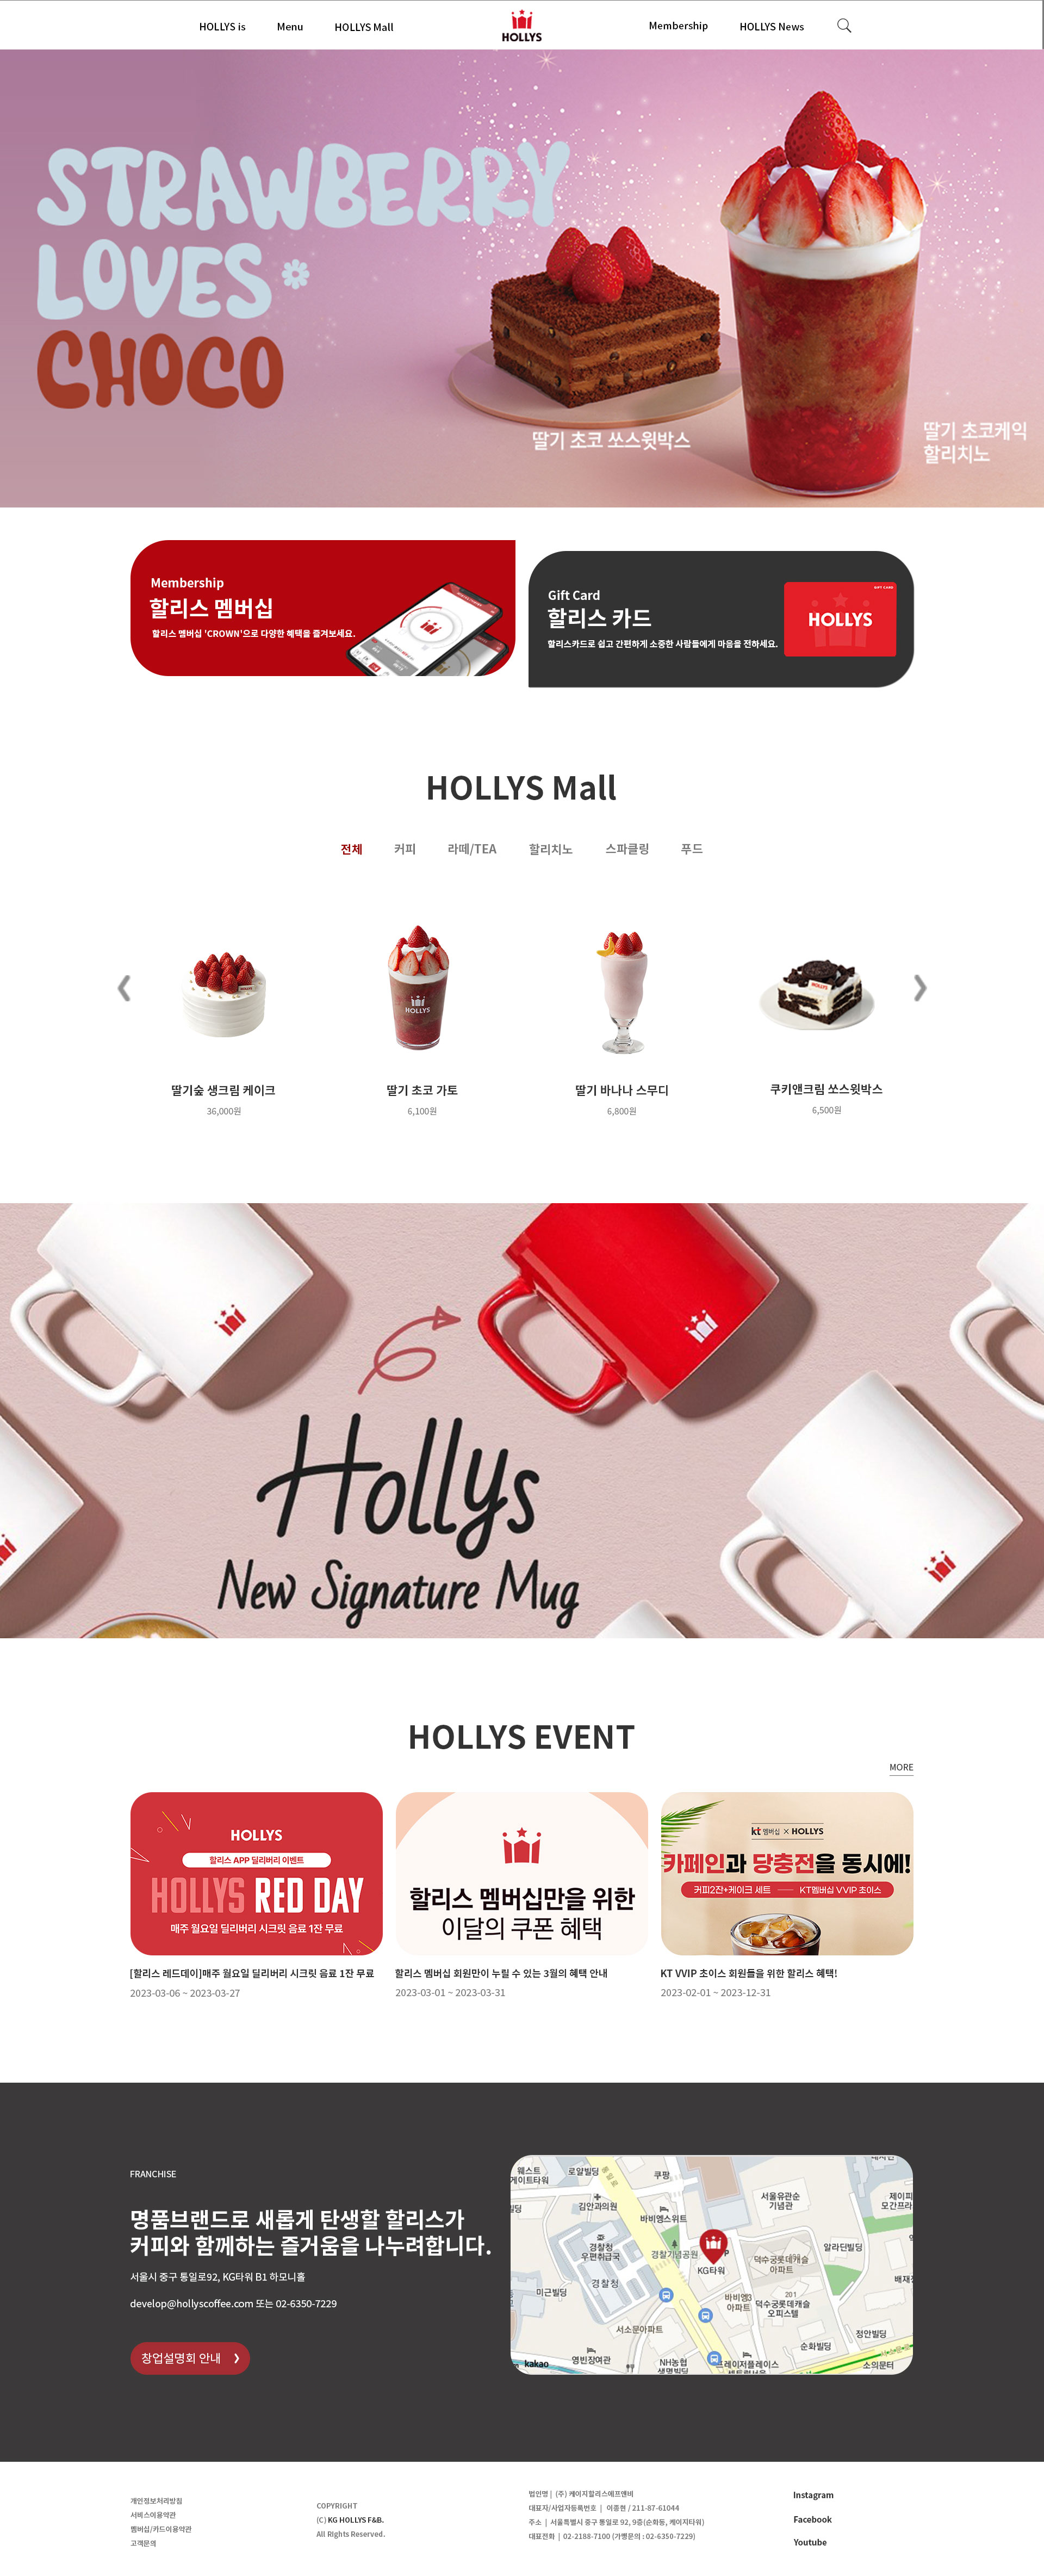 HOLLYS is
Menu
HOLLYS Mall
HOLLYS
Membership
HOLLYS News
STRAWBERRY
LOVES
CHOCO
딸기 초코 쏘스윗박스
딸기 초코케익
할리치노
Membership
할리스 멤버십
할리스 멤버십 'CROWN'으로 다양한 혜택을 즐겨보세요.
Gift Card
할리스 카드
할리스카드로 쉽고 간편하게 소중한 사람들에게 마음을 전하세요.
GIFT CARD
HOLLYS
HOLLYS Mall
전체
커피
라떼/TEA
할리치노
스파클링
푸드
HOLLYS
HOLLYS
HOLLYS
딸기숲 생크림 케이크
36,000원
딸기 초코 가토
6,100원
딸기 바나나 스무디
6,800원
쿠키앤크림 쏘스윗박스
6,500원
Hollys
New Signature Mug
HOLLYS EVENT
MORE
HOLLYS
할리스 APP 딜리버리 이벤트
HOLLYS RED DAY
매주 월요일 딜리버리 시크릿 음료 1잔 무료
할리스 멤버십만을 위한
이달의 쿠폰 혜택
kt 멤버십 × HOLLYS
카페인과 당충전을 동시에!
커피2잔+케이크 세트 — KT멤버십 VVIP 초이스
[할리스 레드데이]매주 월요일 딜리버리 시크릿 음료 1잔 무료
2023-03-06 ~ 2023-03-27
할리스 멤버십 회원만이 누릴 수 있는 3월의 혜택 안내
2023-03-01 ~ 2023-03-31
KT VVIP 초이스 회원들을 위한 할리스 혜택!
2023-02-01 ~ 2023-12-31
FRANCHISE
명품브랜드로 새롭게 탄생할 할리스가
커피와 함께하는 즐거움을 나누려합니다.
서울시 중구 통일로92, KG타워 B1 하모니홀
develop@hollyscoffee.com 또는 02-6350-7229
창업설명회 안내
웨스트
게이트타워
로얄빌딩
통일로
쿠팡
빌딩
김안과의원
바비엥스위트
서울유관순
기념관
제이피
모간프라
경찰청
우편취급국
경찰기념공원
KG타워
덕수궁롯데캐슬
아파트
알라딘빌딩
경찰청
배재정
미근빌딩
바비엥3
아파트
201
덕수궁롯데캐슬
오피스텔
서소문아파트
정안빌딩
순화빌딩
영빈장여관
NH농협
생명빌딩
트레이저플레이스
센트럴서울
소의문터
kakao
개인정보처리방침
서비스이용약관
멤버십/카드이용약관
고객문의
COPYRIGHT
(C) KG HOLLYS F&B.
All Rights Reserved.
법인명 | (주) 케이지할리스에프앤비
대표자/사업자등록번호 | 이종현 / 211-87-61044
주소 | 서울특별시 중구 통일로 92, 9층(순화동, 케이지타워)
대표전화 | 02-2188-7100 (가맹문의 : 02-6350-7229)
Instagram
Facebook
Youtube